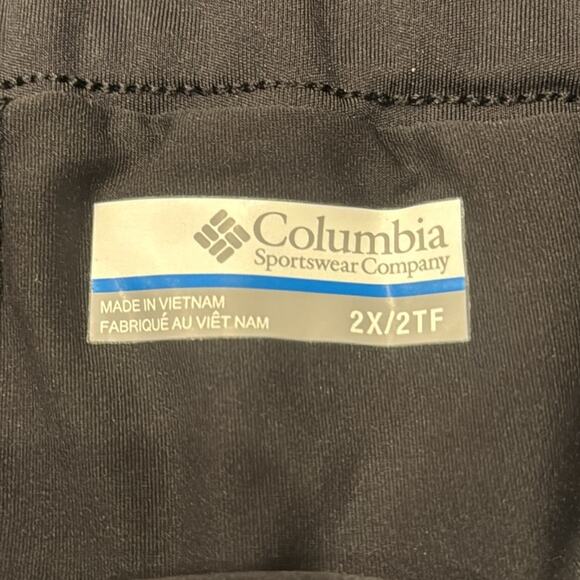 Columbia
Sportswear Company
MADE IN VIETNAM
FABRIQUÉ AU VIÊT NAM
2X/2TF